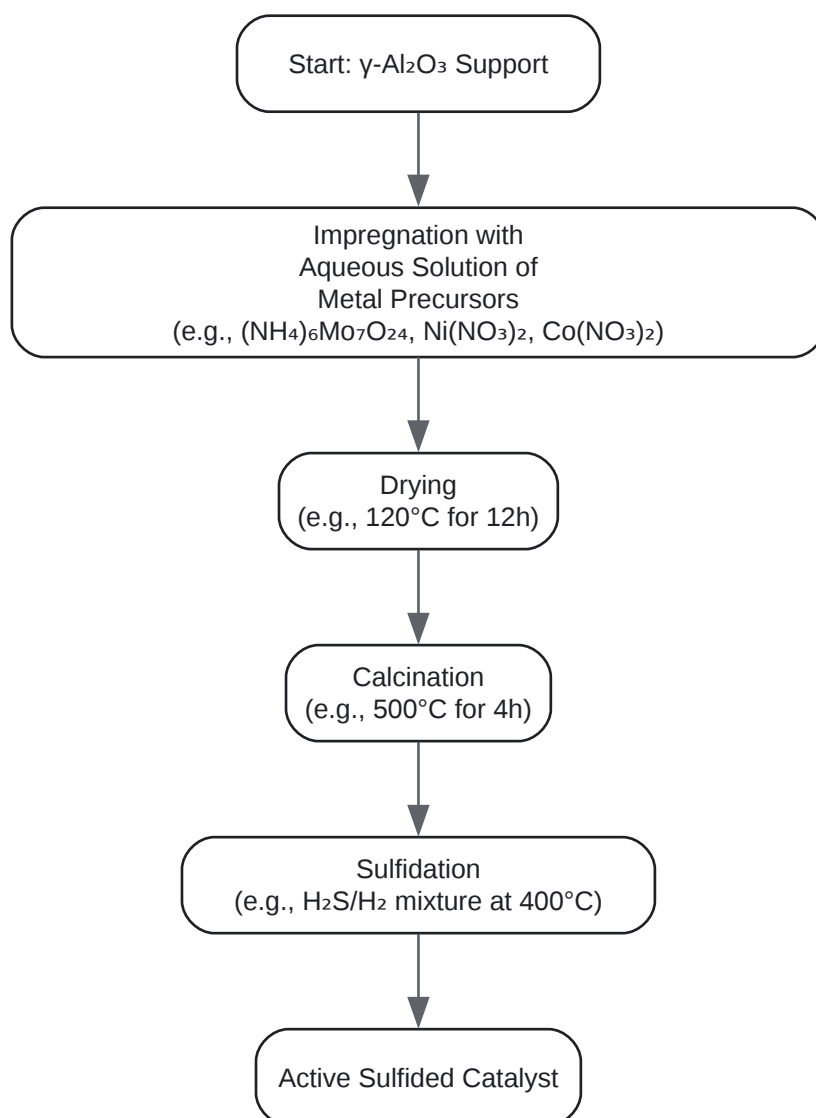 Start: γ-Al₂O₃ Support
Impregnation with
Aqueous Solution of
Metal Precursors
(e.g., (NH₄)₆Mo₇O₂₄, Ni(NO₃)₂, Co(NO₃)₂)
Drying
(e.g., 120°C for 12h)
Calcination
(e.g., 500°C for 4h)
Sulfidation
(e.g., H₂S/H₂ mixture at 400°C)
Active Sulfided Catalyst